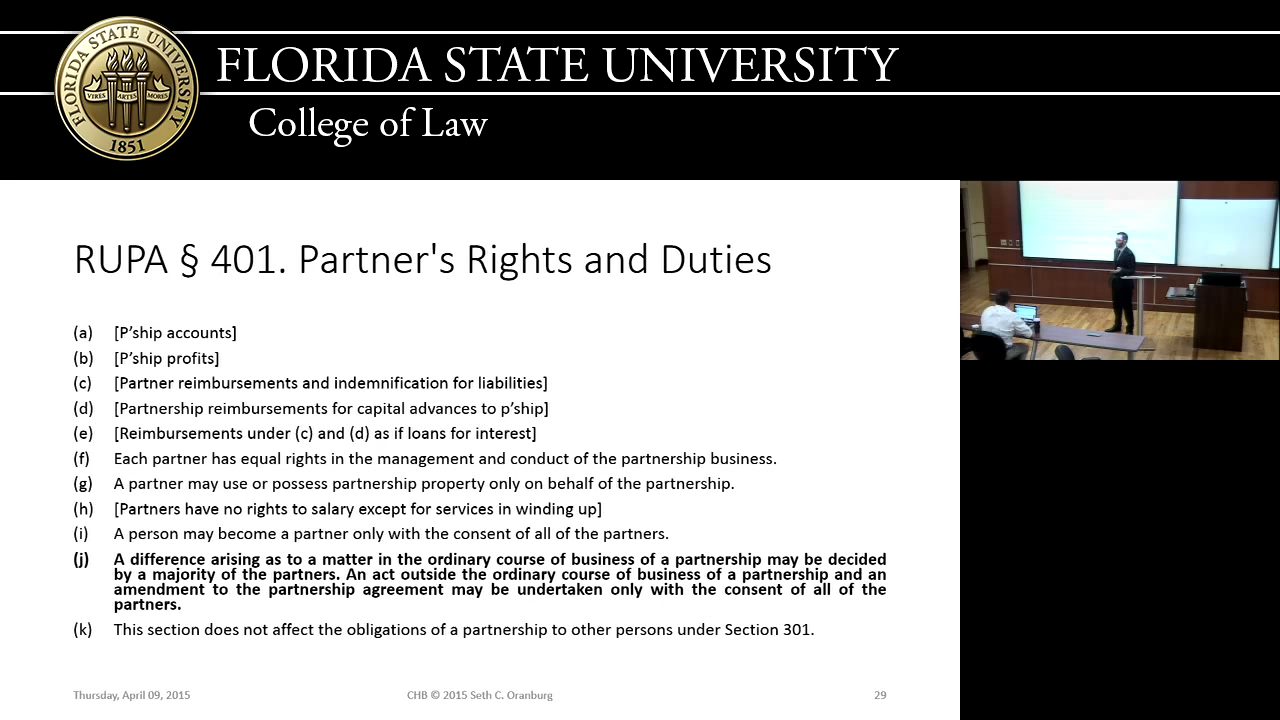 FLORIDA STATE UNIVERSITY
VIRES ARTES MORES
1851
FLORIDA STATE UNIVERSITY
College of Law
RUPA § 401. Partner's Rights and Duties
(a) [P’ship accounts]
(b) [P’ship profits]
(c) [Partner reimbursements and indemnification for liabilities]
(d) [Partnership reimbursements for capital advances to p’ship]
(e) [Reimbursements under (c) and (d) as if loans for interest]
(f) Each partner has equal rights in the management and conduct of the partnership business.
(g) A partner may use or possess partnership property only on behalf of the partnership.
(h) [Partners have no rights to salary except for services in winding up]
(i) A person may become a partner only with the consent of all of the partners.
(j) A difference arising as to a matter in the ordinary course of business of a partnership may be decided
by a majority of the partners. An act outside the ordinary course of business of a partnership and an
amendment to the partnership agreement may be undertaken only with the consent of all of the
partners.
(k) This section does not affect the obligations of a partnership to other persons under Section 301.
Thursday, April 09, 2015
CHB © 2015 Seth C. Oranburg
29